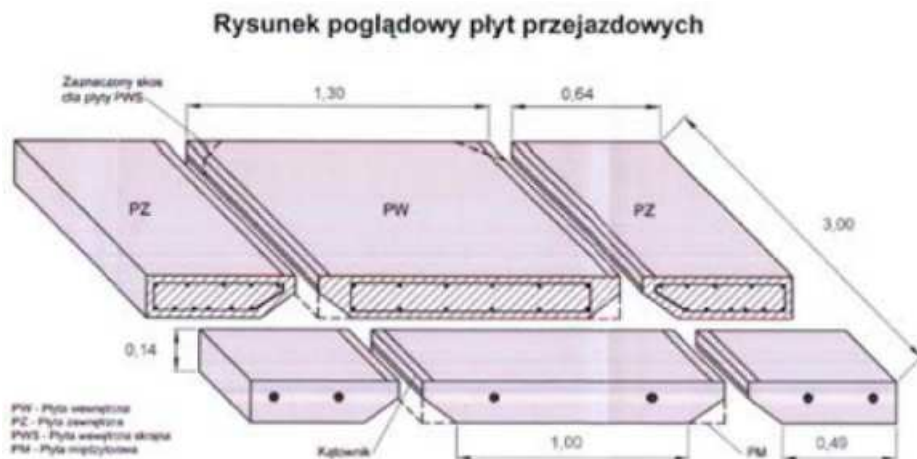 Rysunek poglądowy płyt przejazdowych
Zaznaczony skos
dla płyty PWS
1,30
0,64
PZ
PW
PZ
3,00
0,14
PW - Płyta wewnętrzna
PZ - Płyta zewnętrzna
PWS - Płyta wewętrzna skrajna
PM - Płyta międzytorowa
Kątownik
1,00
PM
0,49